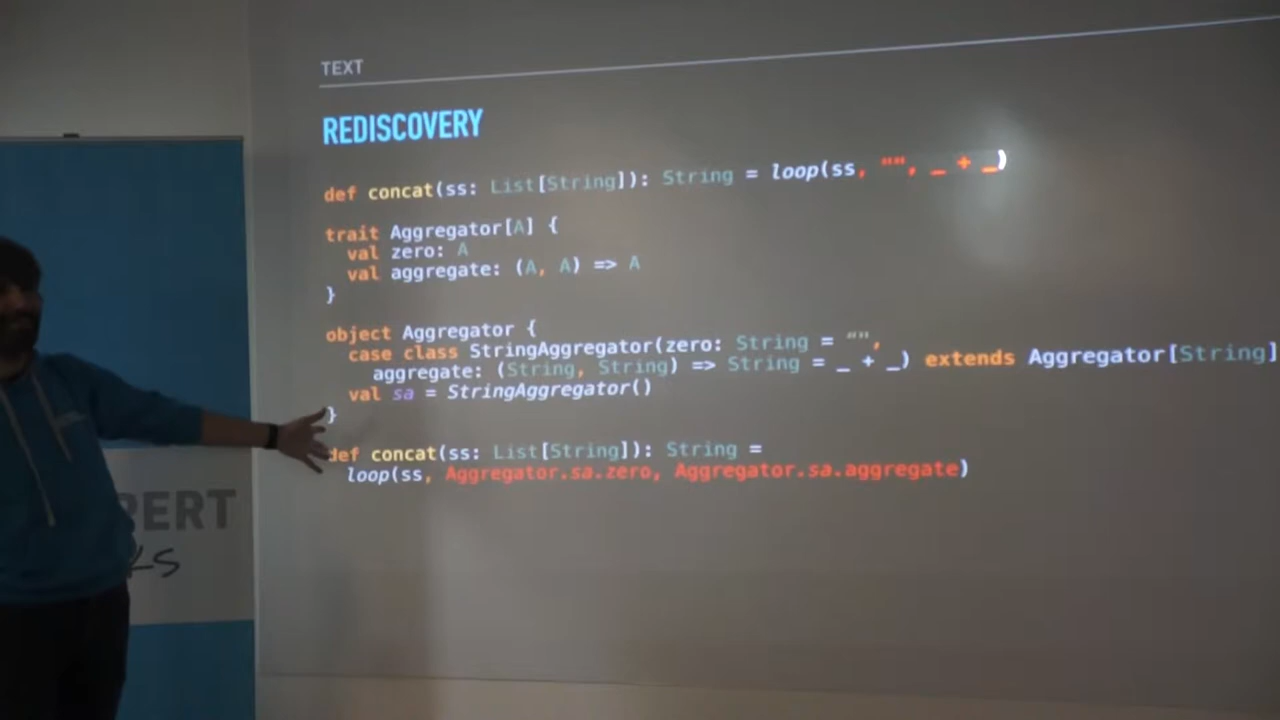 TEXT
REDISCOVERY
def concat(ss: List[String]): String = loop(ss, "", _ + _)
trait Aggregator[A] {
val zero: A
val aggregate: (A, A) => A
}
object Aggregator {
case class StringAggregator(zero: String = "",
aggregate: (String, String) => String = _ + _) extends Aggregator[String]
val sa = StringAggregator()
}
def concat(ss: List[String]): String =
loop(ss, Aggregator.sa.zero, Aggregator.sa.aggregate)